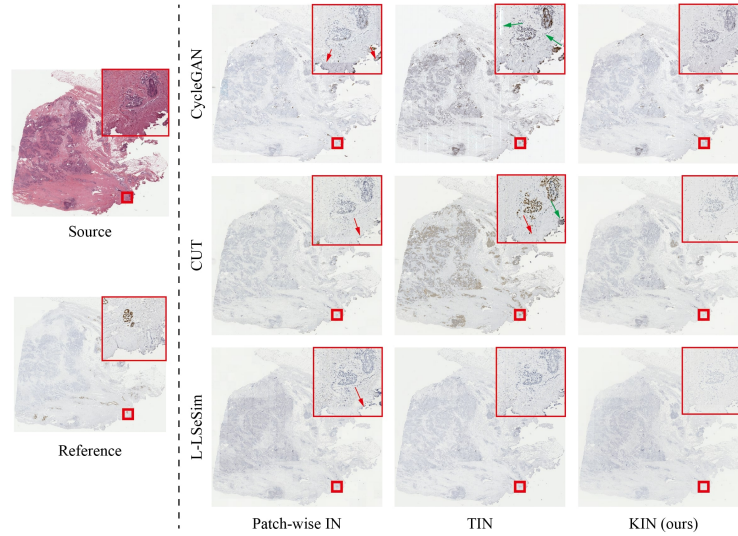 CycleGAN
Source
CUT
Reference
L-LSeSim
Patch-wise IN
TIN
KIN (ours)